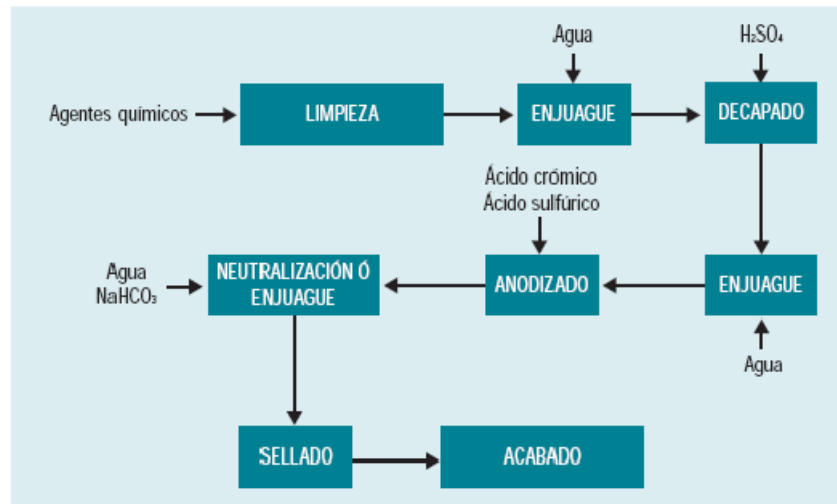 Agua
H₂SO₄
Agentes químicos
LIMPIEZA
ENJUAGUE
DECAPADO
Ácido crómico
Ácido sulfúrico
Agua
NaHCO₃
NEUTRALIZACIÓN Ó
ENJUAGUE
ANODIZADO
ENJUAGUE
Agua
SELLADO
ACABADO